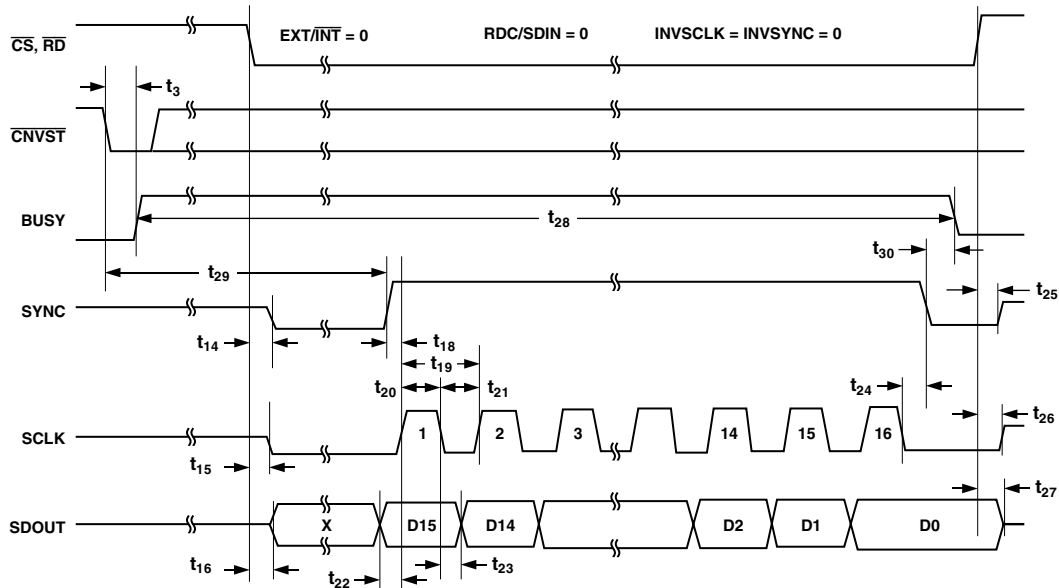 EXT/INT = 0 RDC/SDIN = 0 INVSCLK = INVSYNC = 0
CS, RD
t3
CNVST
BUSY
t28
t30
t29
t25
SYNC
t14
t18
t19
t20
t21
t24
t26
SCLK
1 2 3 14 15 16
t15
t27
SDOUT
X D15 D14 D2 D1 D0
t16
t22
t23